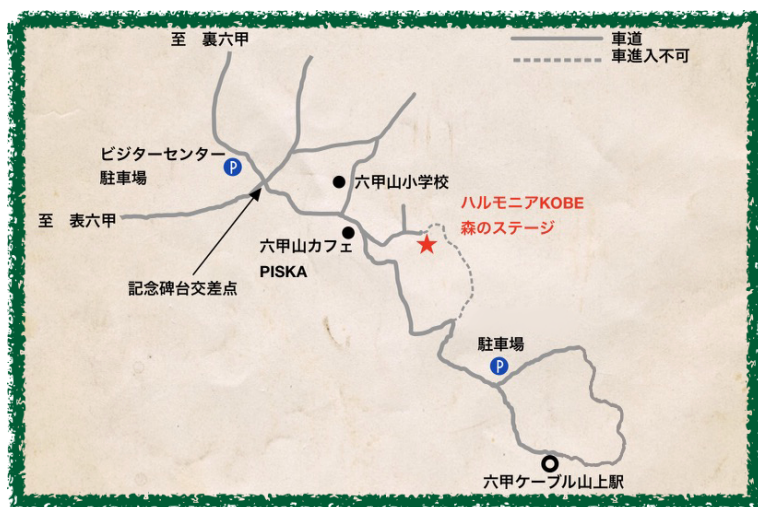 至　裏六甲
車道
車進入不可
ビジターセンター
駐車場
P
六甲山小学校
ハルモニアKOBE
森のステージ
至　表六甲
六甲山カフェ
PISKA
記念碑台交差点
駐車場
P
六甲ケーブル山上駅